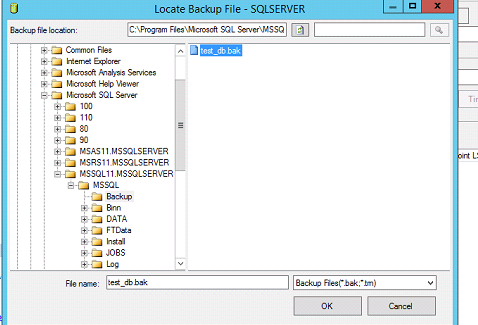 Locate Backup File - SQLSERVER
Backup file location:
C:\Program Files\Microsoft SQL Server\MSSQ
Common Files
Internet Explorer
Microsoft Analysis Services
Microsoft Help Viewer
Microsoft SQL Server
100
110
80
90
MSAS11.MSSQLSERVER
MSRS11.MSSQLSERVER
MSSQL11.MSSQLSERVER
MSSQL
Backup
Binn
DATA
FTData
Install
JOBS
Log
test_db.bak
File name:
test_db.bak
Backup Files(*.bak;*.trn)
OK
Cancel
Tin
oint LS